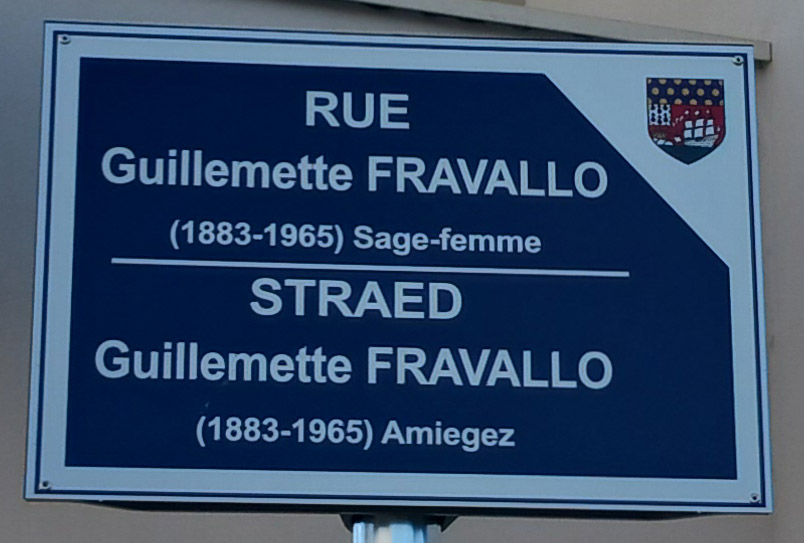 RUE
Guillemette FRAVALLO
(1883-1965) Sage-femme
STRAED
Guillemette FRAVALLO
(1883-1965) Amiegez